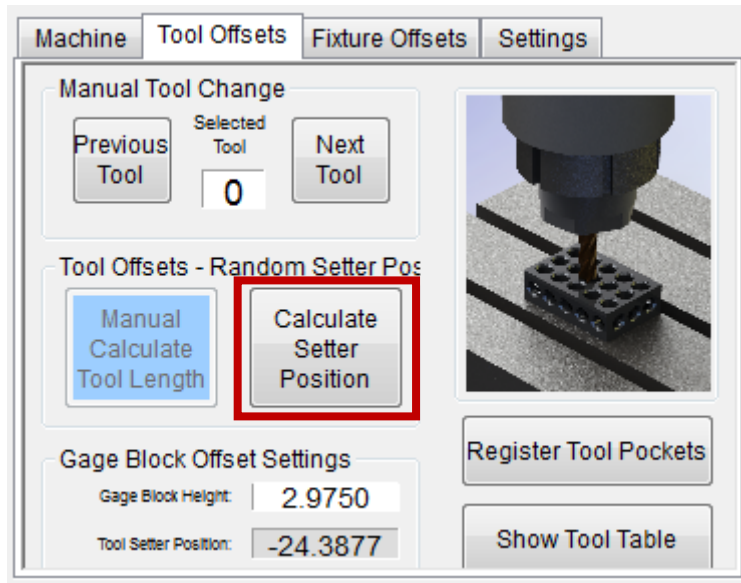 Machine
Tool Offsets
Fixture Offsets
Settings
Manual Tool Change
Previous
Tool
Selected
Tool
0
Next
Tool
Tool Offsets - Random Setter Pos
Manual
Calculate
Tool Length
Calculate
Setter
Position
Gage Block Offset Settings
Gage Block Height:
2.9750
Tool Setter Position:
-24.3877
Register Tool Pockets
Show Tool Table